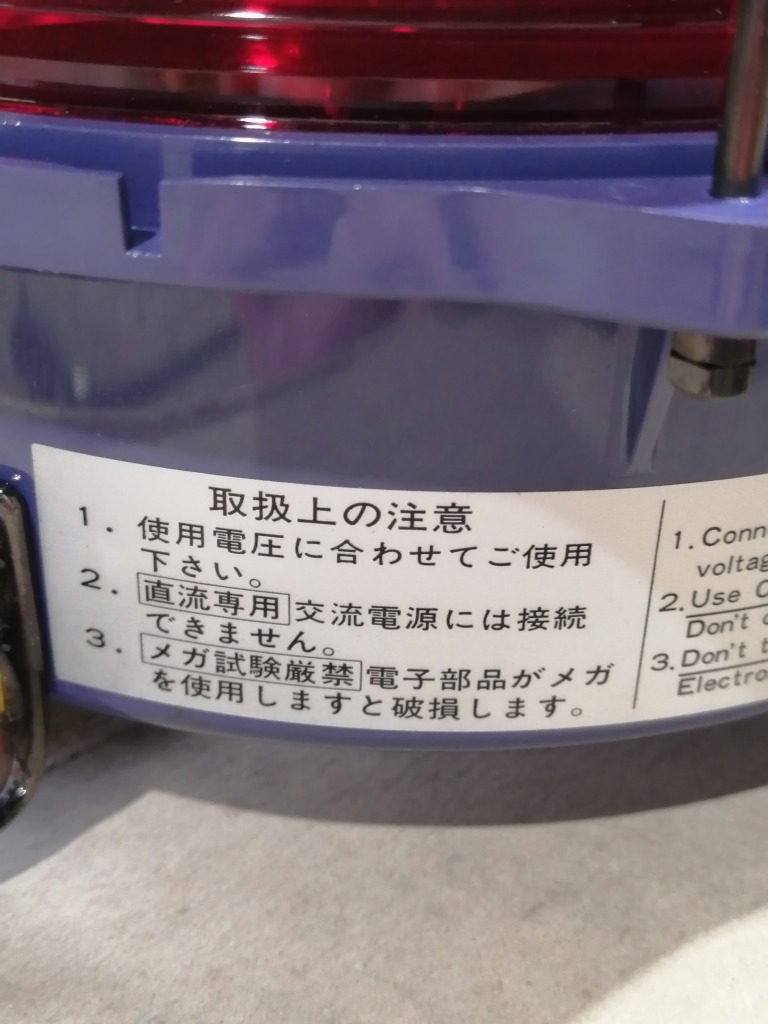 取扱上の注意
1. 使用電圧に合わせてご使用
下さい。
2. 直流専用 交流電源には接続
できません。
3. メガ試験厳禁 電子部品がメガ
を使用しますと破損します。
1. Conn
voltag
2. Use
Don't
3. Don't t
Electro